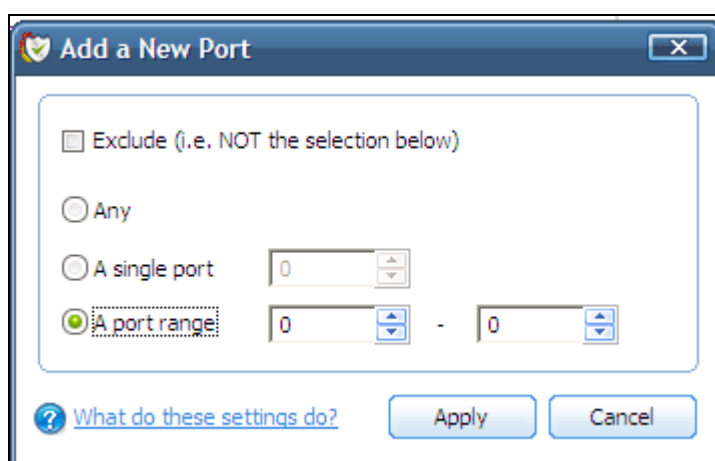 Add a New Port
Exclude (i.e. NOT the selection below)
Any
A single port 0
A port range 0 - 0
What do these settings do? Apply Cancel